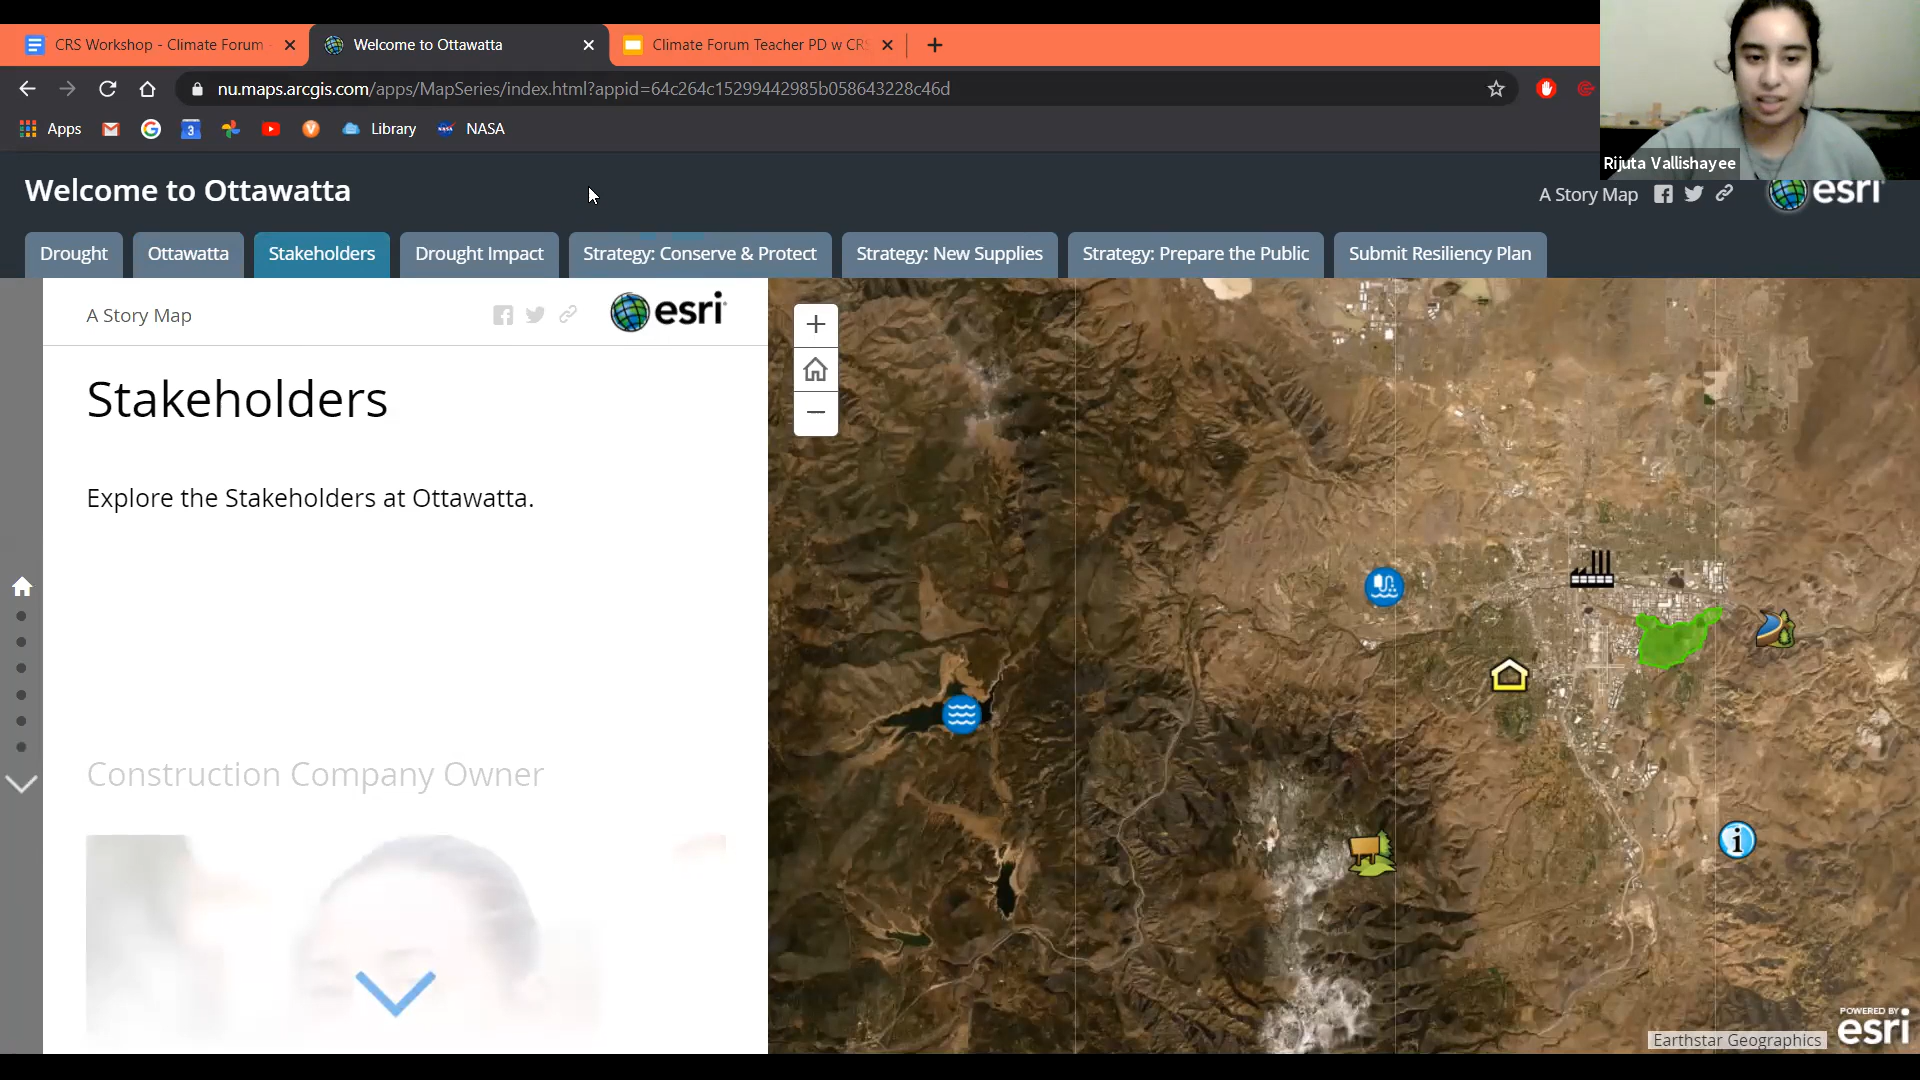 CRS Workshop - Climate Forum
Welcome to Ottawatta
Climate Forum Teacher PD w CRS
nu.maps.arcgis.com/apps/MapSeries/index.html?appid=64c264c15299442985b058643228c46d
Apps
3
Library
NASA
NASA
Rijuta Vallishayee
Welcome to Ottawatta
A Story Map
esri
Drought
Ottawatta
Stakeholders
Drought Impact
Strategy: Conserve & Protect
Strategy: New Supplies
Strategy: Prepare the Public
Submit Resiliency Plan
A Story Map
esri
Stakeholders
Explore the Stakeholders at Ottawatta.
Construction Company Owner
POWERED BY
esri
Earthstar Geographics